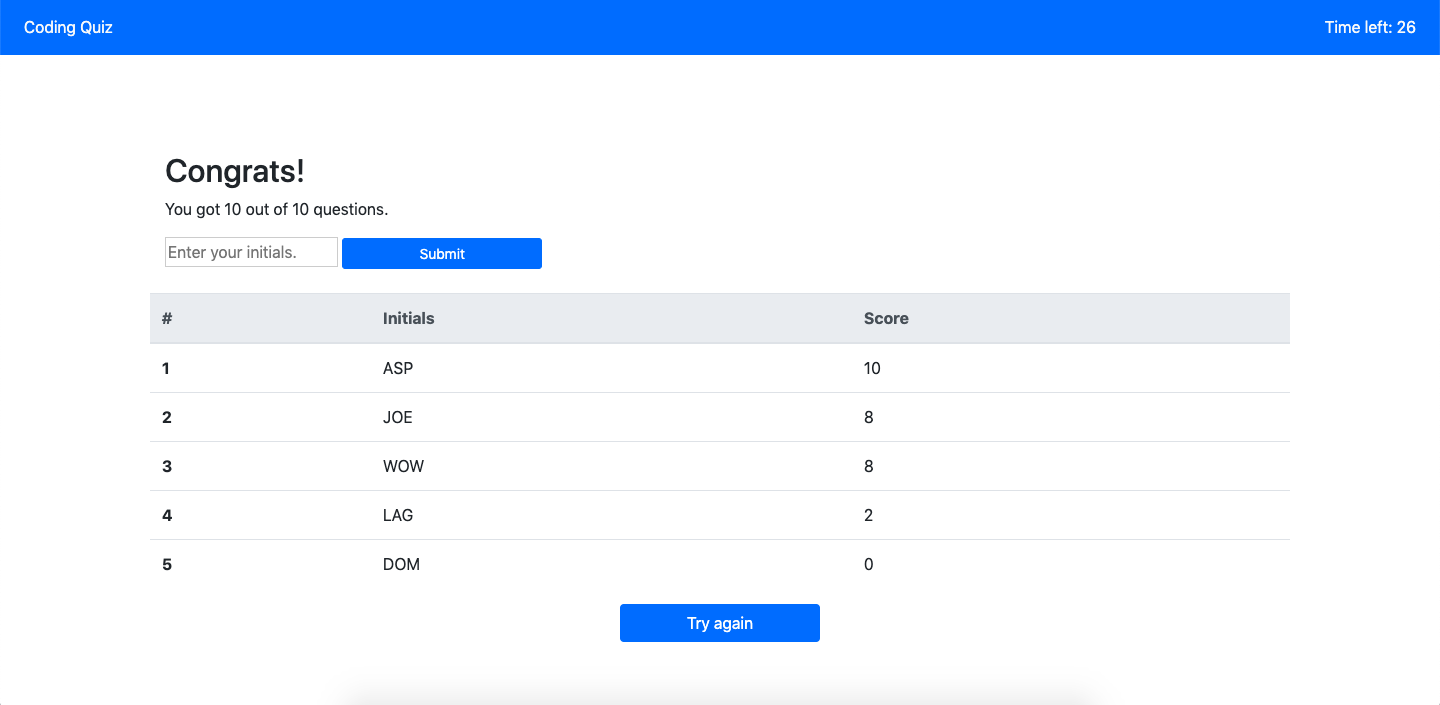 Coding Quiz Time left: 26
Congrats!
You got 10 out of 10 questions.
Enter your initials. Submit
# Initials Score
1 ASP 10
2 JOE 8
3 WOW 8
4 LAG 2
5 DOM 0
Try again